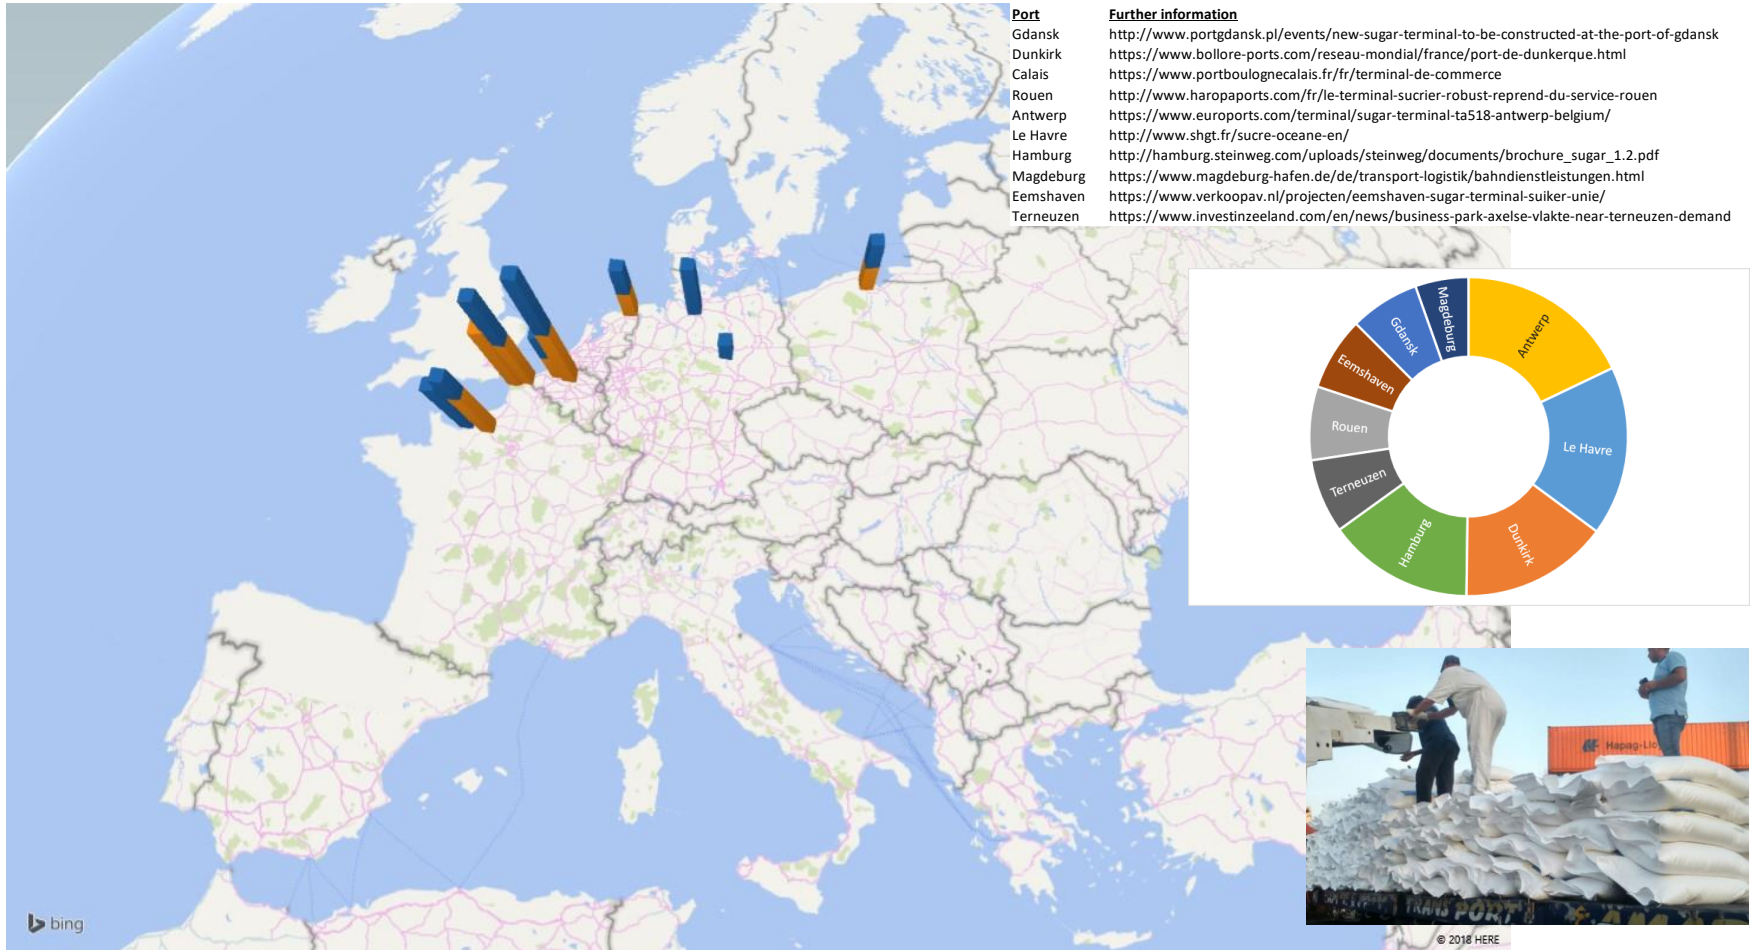 Port Further information
Gdansk http://www.portgdansk.pl/events/new-sugar-terminal-to-be-constructed-at-the-port-of-gdansk
Dunkirk https://www.bollore-ports.com/reseau-mondial/france/port-de-dunkerque.html
Calais https://www.portboulognecalais.fr/fr/terminal-de-commerce
Rouen http://www.haropaports.com/fr/le-terminal-sucrier-robust-reprend-du-service-rouen
Antwerp https://www.euroports.com/terminal/sugar-terminal-ta518-antwerp-belgium/
Le Havre http://www.shgt.fr/sucre-oceane-en/
Hamburg http://hamburg.steinweg.com/uploads/steinweg/documents/brochure_sugar_1.2.pdf
Magdeburg https://www.magdeburg-hafen.de/de/transport-logistik/bahndienstleistungen.html
Eemshaven https://www.verkoopav.nl/projecten/eemshaven-sugar-terminal-suiker-unie/
Terneuzen https://www.investinzeeland.com/en/news/business-park-axelse-vlakte-near-terneuzen-demand
Antwerp
Le Havre
Dunkirk
Hamburg
Terneuzen
Rouen
Eemshaven
Gdansk
Magdeburg
TRANSPORT
bing
© 2018 HERE